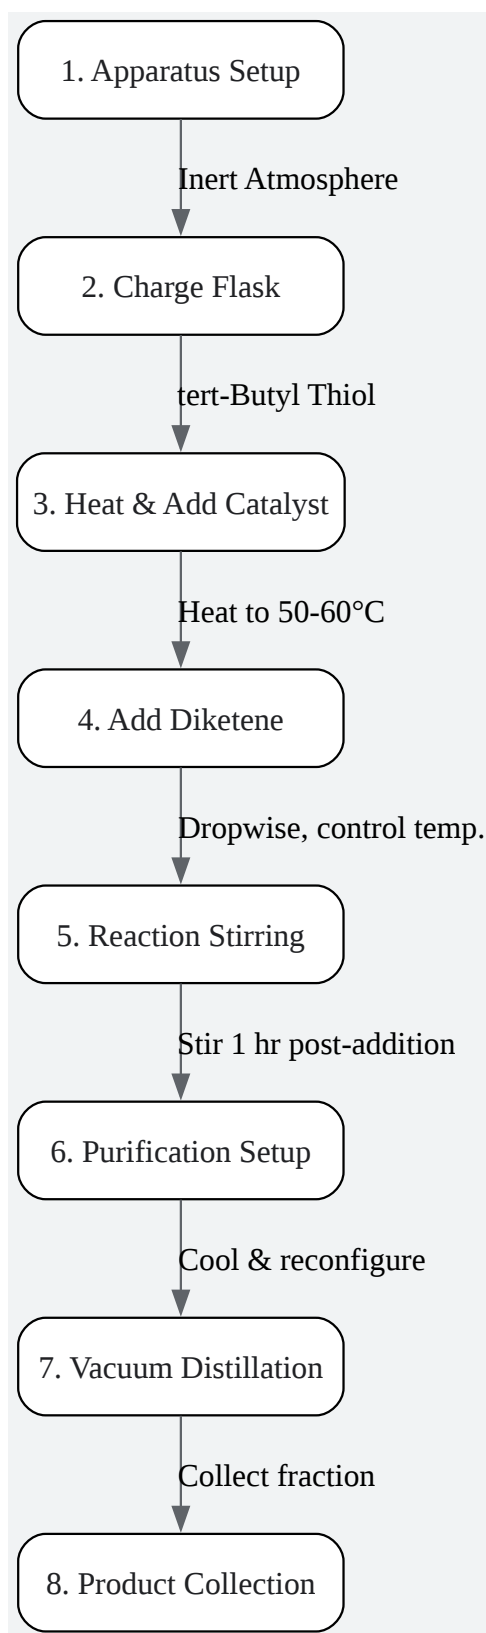 1. Apparatus Setup
Inert Atmosphere
2. Charge Flask
tert-Butyl Thiol
3. Heat & Add Catalyst
Heat to 50-60°C
4. Add Diketene
Dropwise, control temp.
5. Reaction Stirring
Stir 1 hr post-addition
6. Purification Setup
Cool & reconfigure
7. Vacuum Distillation
Collect fraction
8. Product Collection